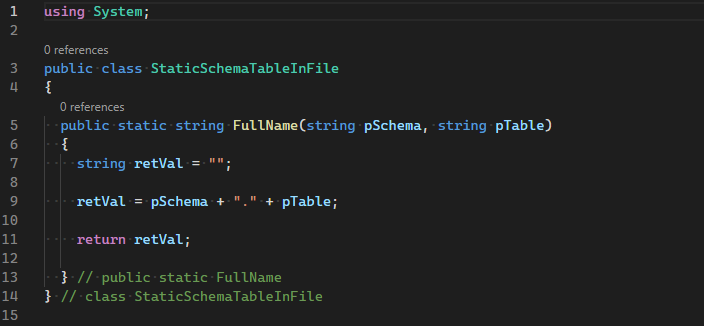 1 using System;
2
0 references
3 public class StaticSchemaTableInFile
4 {
0 references
5 public static string FullName(string pSchema, string pTable)
6 {
7 string retVal = "";
8
9 retVal = pSchema + "." + pTable;
10
11 return retVal;
12
13 } // public static FullName
14 } // class StaticSchemaTableInFile
15